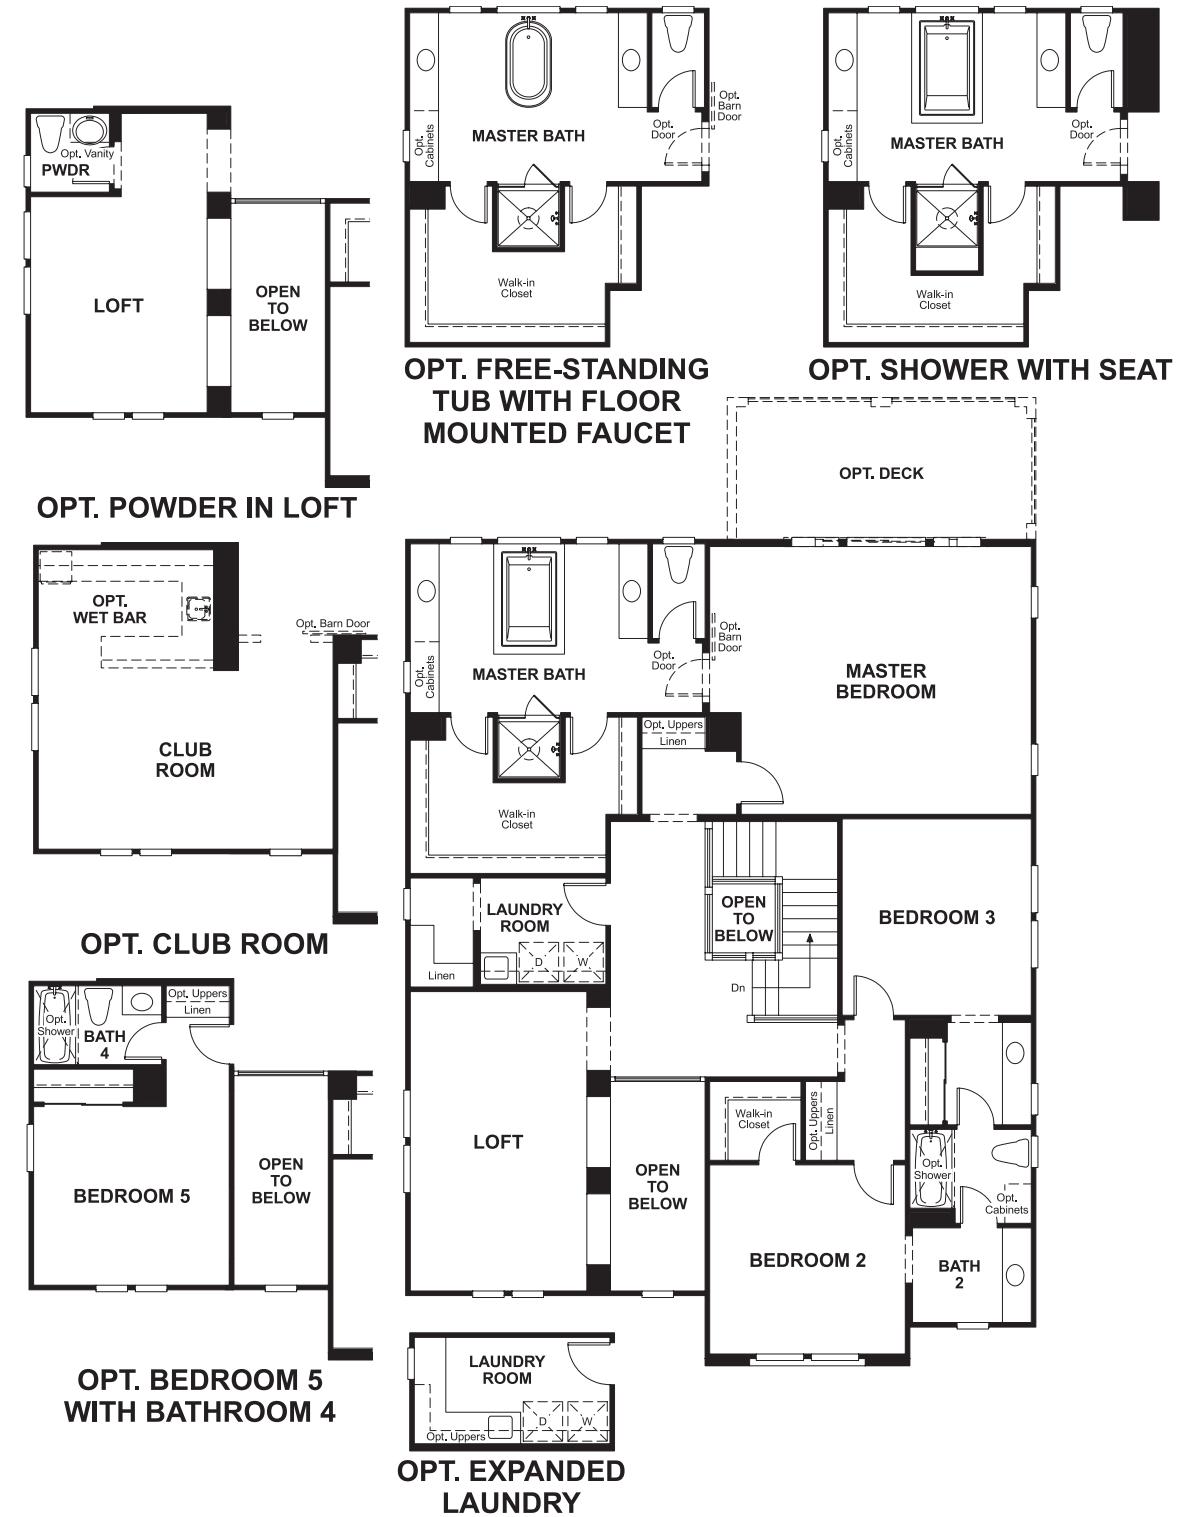 Opt. Vanity
PWDR
LOFT
OPEN
TO
BELOW
OPT. POWDER IN LOFT
Opt.
Cabinets
MASTER BATH
Opt.
Door
Opt.
Barn
Door
Walk-in
Closet
OPT. FREE-STANDING
TUB WITH FLOOR
MOUNTED FAUCET
Opt.
Cabinets
MASTER BATH
Opt.
Door
Walk-in
Closet
OPT. SHOWER WITH SEAT
OPT. DECK
OPT.
WET BAR
Opt. Barn Door
CLUB
ROOM
OPT. CLUB ROOM
Opt.
Cabinets
MASTER BATH
Opt.
Door
Opt.
Barn
Door
MASTER
BEDROOM
Opt. Uppers
Linen
Walk-in
Closet
LAUNDRY
ROOM
D
W
Linen
OPEN
TO
BELOW
Dn
BEDROOM 3
Opt.
Shower
BATH
4
Opt. Uppers
Linen
BEDROOM 5
OPEN
TO
BELOW
OPT. BEDROOM 5
WITH BATHROOM 4
LOFT
OPEN
TO
BELOW
Walk-in
Closet
Opt. Uppers
Linen
BEDROOM 2
Opt.
Shower
Opt.
Cabinets
BATH
2
LAUNDRY
ROOM
D
W
Opt. Uppers
OPT. EXPANDED
LAUNDRY